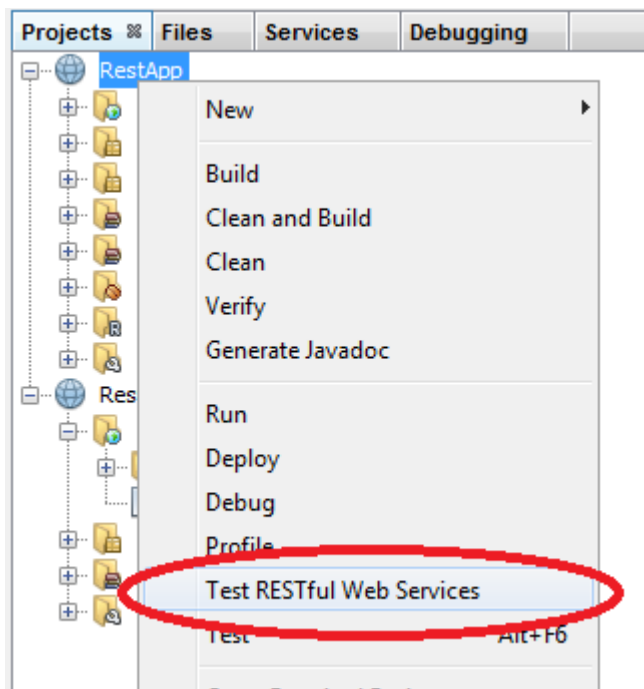 Projects Files Services Debugging
RestApp
New
Build
Clean and Build
Clean
Verify
Generate Javadoc
Res
Run
Deploy
Debug
Profile
Test RESTful Web Services
Test Alt+F6